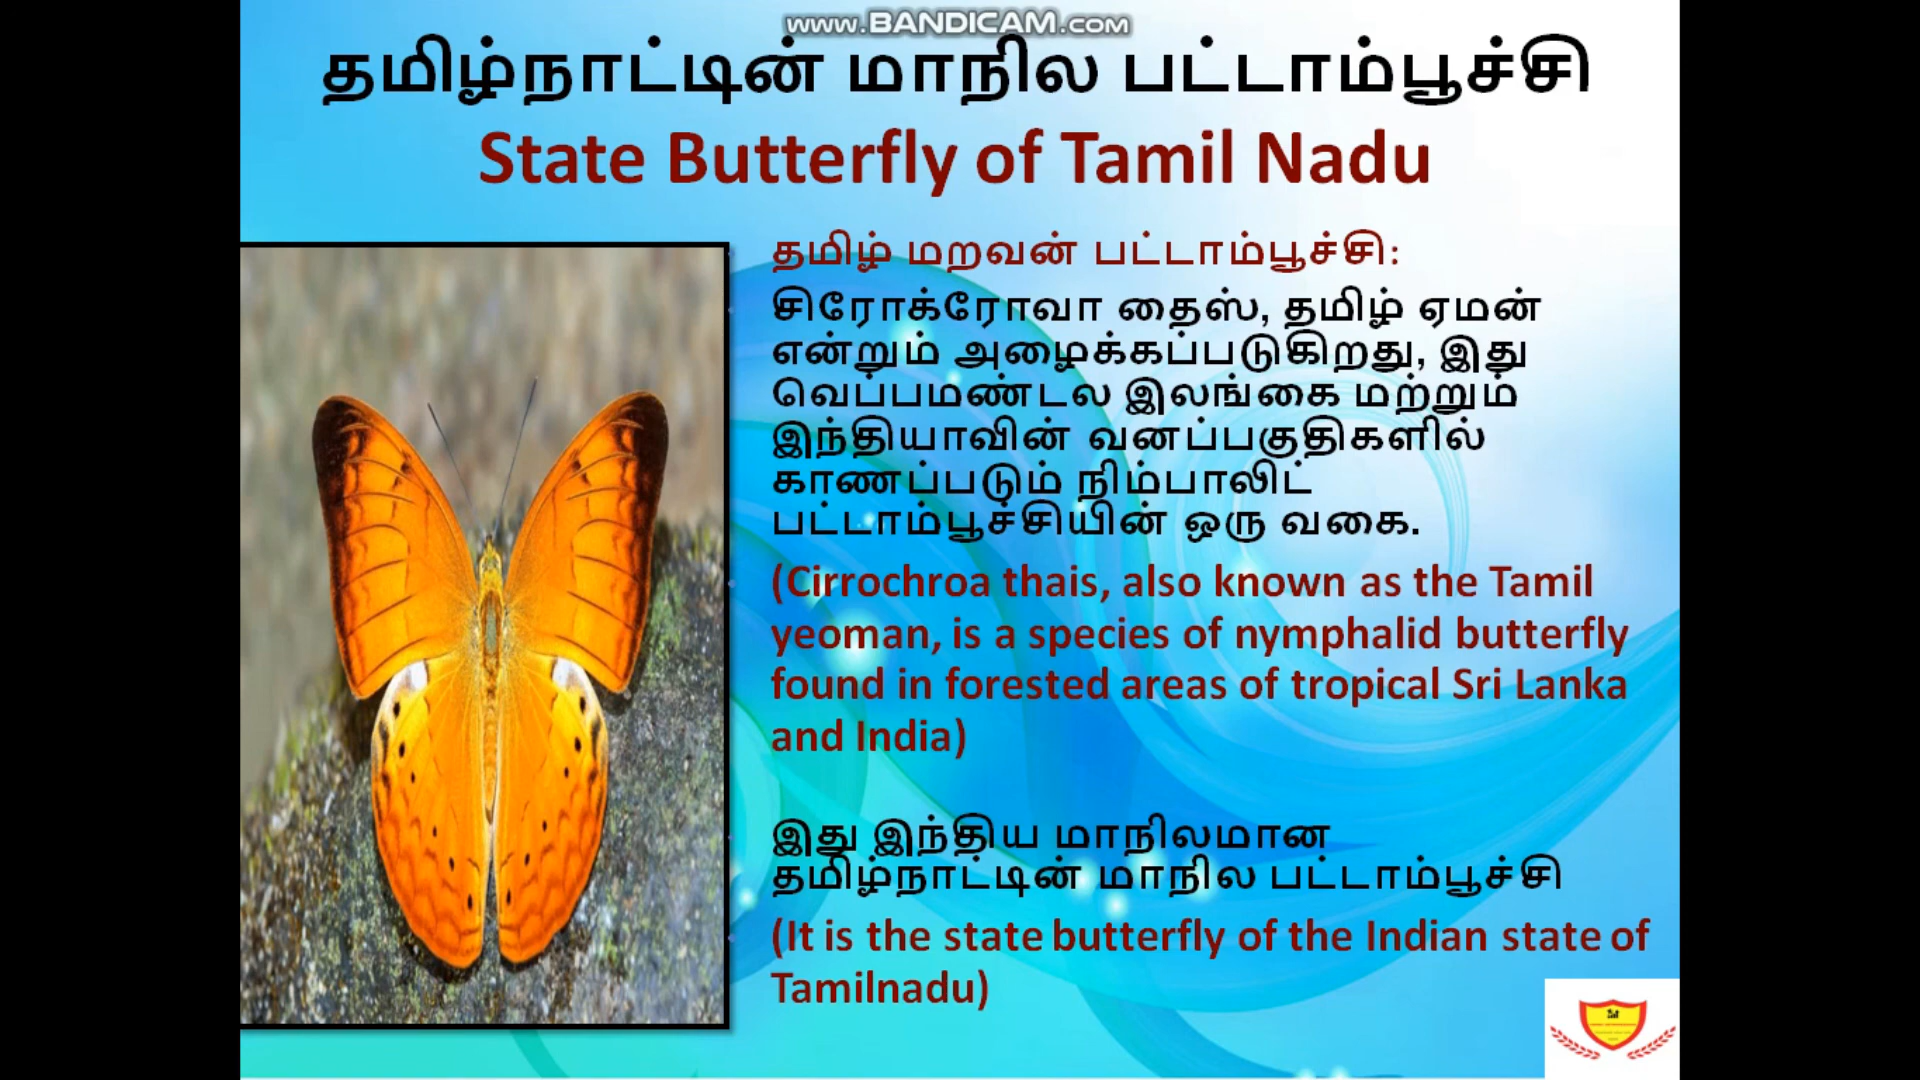 www.BANDICAM.com
தமிழ்நாட்டின் மாநில பட்டாம்பூச்சி
State Butterfly of Tamil Nadu
தமிழ் மறவன் பட்டாம்பூச்சி:
சிரோக்ரோவா தைஸ், தமிழ் ஏமன்
என்றும் அழைக்கப்படுகிறது, இது
வெப்பமண்டல இலங்கை மற்றும்
இந்தியாவின் வனப்பகுதிகளில்
காணப்படும் நிம்பாலிட்
பட்டாம்பூச்சியின் ஒரு வகை.
(Cirrochroa thais, also known as the Tamil
yeoman, is a species of nymphalid butterfly
found in forested areas of tropical Sri Lanka
and India)
இது இந்திய மாநிலமான
தமிழ்நாட்டின் மாநில பட்டாம்பூச்சி
(It is the state butterfly of the Indian state of
Tamilnadu)